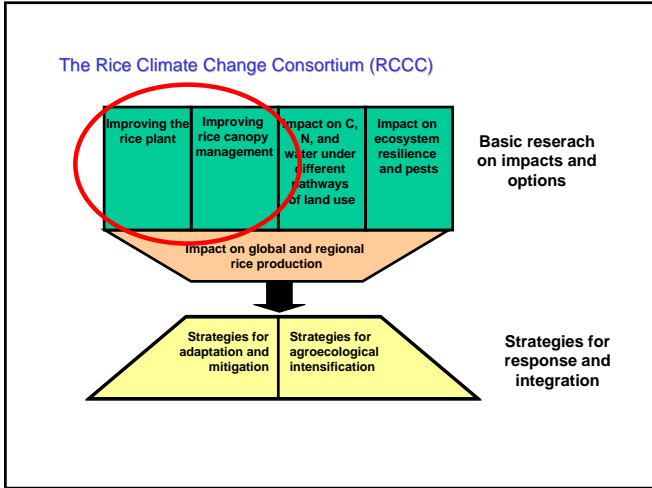 The Rice Climate Change Consortium (RCCC)
Improving the
rice plant
Improving
rice canopy
management
Impact on C,
N, and
water under
different
pathways
of land use
Impact on
ecosystem
resilience
and pests
Basic reserach
on impacts and
options
Impact on global and regional
rice production
Strategies for
adaptation and
mitigation
Strategies for
agroecological
intensification
Strategies for
response and
integration